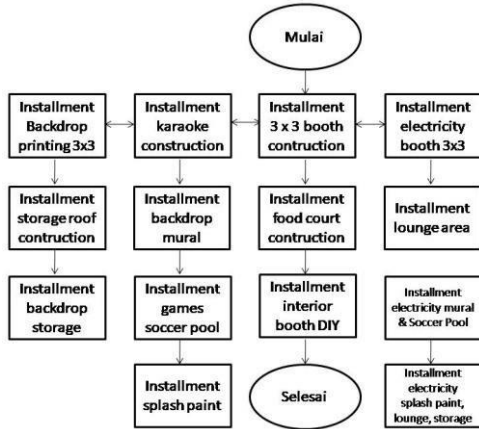 Mulai
Installment
Backdrop
printing 3x3
Installment
karaoke
construction
Installment
3 x 3 booth
contruction
Installment
electricity
booth 3x3
Installment
storage roof
contruction
Installment
backdrop
mural
Installment
food court
construction
Installment
lounge area
Installment
backdrop
storage
Installment
games
soccer pool
Installment
interior
booth DIY
Installment
electricity mural
& Soccer Pool
Installment
splash paint
Selesai
Installment
electricity
splash paint,
lounge, storage